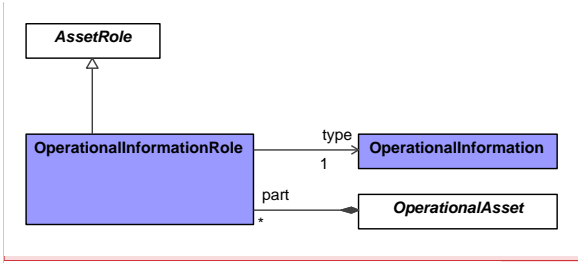 AssetRole
OperationalInformationRole
type
1
OperationalInformation
part
*
OperationalAsset